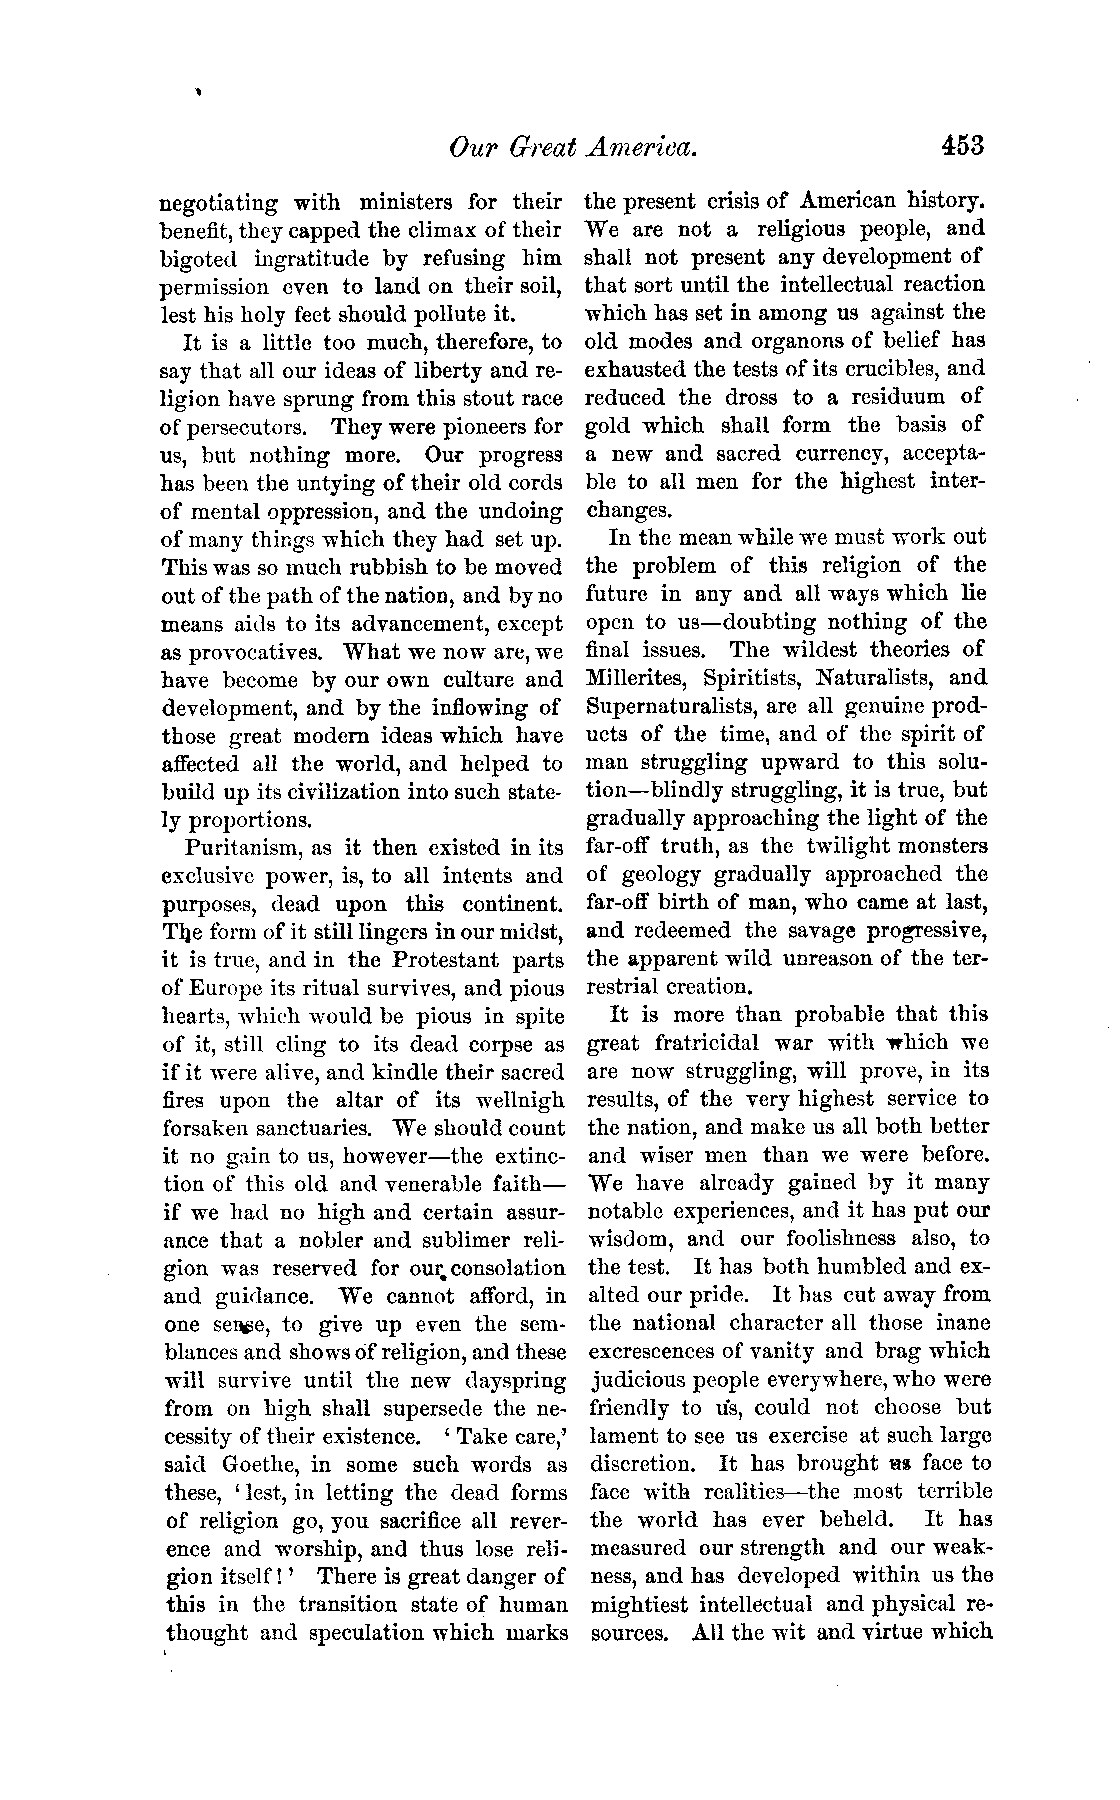 Our Great America. 453
negotiating with ministers for their
benefit, they capped the climax of their
bigoted ingratitude by refusing him
permission even to land on their soil,
lest his holy feet should pollute it.
It is a little too much, therefore, to
say that all our ideas of liberty and re-
ligion have sprung from this stout race
of persecutors. They were pioneers for
us, but nothing more. Our progress
has been the untying of their old cords
of mental oppression, and the undoing
of many things which they had set up.
This was so much rubbish to be moved
out of the path of the nation, and by no
means aids to its advancement, except
as provocatives. What we now are, we
have become by our own culture and
development, and by the inflowing of
those great modern ideas which have
affected all the world, and helped to
build up its civilization into such state-
ly proportions.
Puritanism, as it then existed in its
exclusive power, is, to all intents and
purposes, dead upon this continent.
The form of it still lingers in our midst,
it is true, and in the Protestant parts
of Europe its ritual survives, and pious
hearts, which would be pious in spite
of it, still cling to its dead corpse as
if it were alive, and kindle their sacred
fires upon the altar of its wellnigh
forsaken sanctuaries. We should count
it no gain to us, however—the extinc-
tion of this old and venerable faith—
if we had no high and certain assur-
ance that a nobler and sublimer reli-
gion was reserved for our consolation
and guidance. We cannot afford, in
one sense, to give up even the sem-
blances and shows of religion, and these
will survive until the new dayspring
from on high shall supersede the ne-
cessity of their existence. ‘Take care,’
said Goethe, in some such words as
these, ‘lest, in letting the dead forms
of religion go, you sacrifice all rever-
ence and worship, and thus lose reli-
gion itself!’ There is great danger of
this in the transition state of human
thought and speculation which marks
the present crisis of American history.
We are not a religious people, and
shall not present any development of
that sort until the intellectual reaction
which has set in among us against the
old modes and organons of belief has
exhausted the tests of its crucibles, and
reduced the dross to a residuum of
gold which shall form the basis of
a new and sacred currency, accepta-
ble to all men for the highest inter-
changes.
In the mean while we must work out
the problem of this religion of the
future in any and all ways which lie
open to us—doubting nothing of the
final issues. The wildest theories of
Millerites, Spiritists, Naturalists, and
Supernaturalists, are all genuine prod-
ucts of the time, and of the spirit of
man struggling upward to this solu-
tion—blindly struggling, it is true, but
gradually approaching the light of the
far-off truth, as the twilight monsters
of geology gradually approached the
far-off birth of man, who came at last,
and redeemed the savage progressive,
the apparent wild unreason of the ter-
restrial creation.
It is more than probable that this
great fratricidal war with which we
are now struggling, will prove, in its
results, of the very highest service to
the nation, and make us all both better
and wiser men than we were before.
We have already gained by it many
notable experiences, and it has put our
wisdom, and our foolishness also, to
the test. It has both humbled and ex-
alted our pride. It has cut away from
the national character all those inane
excrescences of vanity and brag which
judicious people everywhere, who were
friendly to us, could not choose but
lament to see us exercise at such large
discretion. It has brought us face to
face with realities—the most terrible
the world has ever beheld. It has
measured our strength and our weak-
ness, and has developed within us the
mightiest intellectual and physical re-
sources. All the wit and virtue which